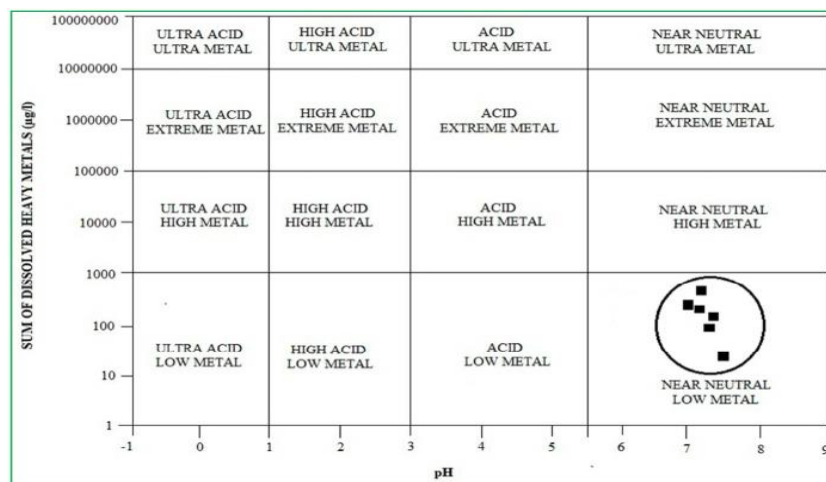 100000000
10000000
1000000
100000
10000
1000
100
10
1
SUM OF DISSOLVED HEAVY METALS (µg/l)
ULTRA ACID
ULTRA METAL
HIGH ACID
ULTRA METAL
ACID
ULTRA METAL
NEAR NEUTRAL
ULTRA METAL
ULTRA ACID
EXTREME METAL
HIGH ACID
EXTREME METAL
ACID
EXTREME METAL
NEAR NEUTRAL
EXTREME METAL
ULTRA ACID
HIGH METAL
HIGH ACID
HIGH METAL
ACID
HIGH METAL
NEAR NEUTRAL
HIGH METAL
ULTRA ACID
LOW METAL
HIGH ACID
LOW METAL
ACID
LOW METAL
NEAR NEUTRAL
LOW METAL
-1 0 1 2 3 4 5 6 7 8 9
pH